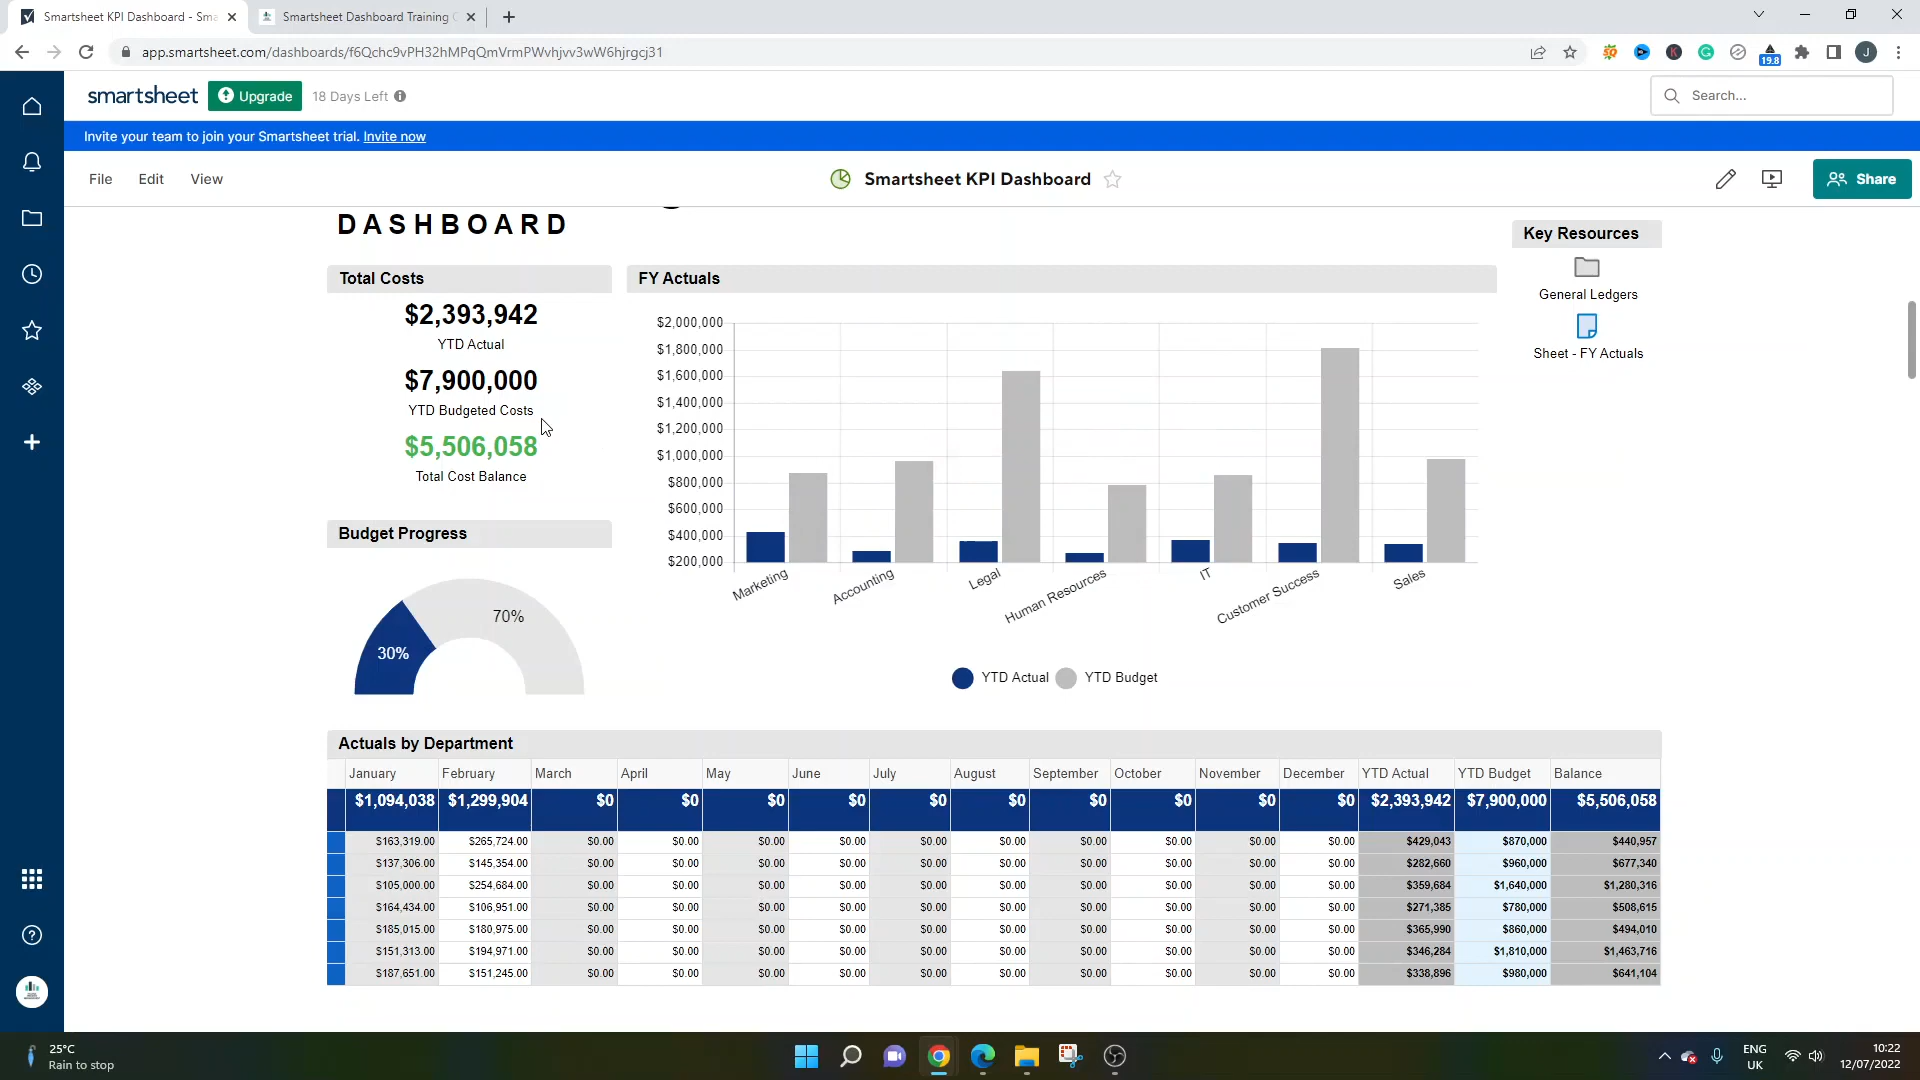 Smartsheet KPI Dashboard - Sma
Smartsheet Dashboard Training
app.smartsheet.com/dashboards/f6Qchc9vPH32hMPqQmVrmPWvhjvv3wW6hjrgcj31
19.8
J
smartsheet
Upgrade
18 Days Left
Search...
Invite your team to join your Smartsheet trial. Invite now
File Edit View
Smartsheet KPI Dashboard
Share
DASHBOARD
Key Resources
General Ledgers
Sheet - FY Actuals
Total Costs
$2,393,942
YTD Actual
$7,900,000
YTD Budgeted Costs
$5,506,058
Total Cost Balance
FY Actuals
$2,000,000
$1,800,000
$1,600,000
$1,400,000
$1,200,000
$1,000,000
$800,000
$600,000
$400,000
$200,000
Marketing Accounting Legal Human Resources IT Customer Success Sales
YTD Actual YTD Budget
Budget Progress
70%
30%
Actuals by Department
January February March April May June July August September October November December YTD Actual YTD Budget Balance
$1,094,038 $1,299,904 $0 $0 $0 $0 $0 $0 $0 $0 $0 $0 $2,393,942 $7,900,000 $5,506,058
$163,319.00 $265,724.00 $0.00 $0.00 $0.00 $0.00 $0.00 $0.00 $0.00 $0.00 $0.00 $0.00 $429,043 $870,000 $440,957
$137,306.00 $145,354.00 $0.00 $0.00 $0.00 $0.00 $0.00 $0.00 $0.00 $0.00 $0.00 $0.00 $282,660 $960,000 $677,340
$105,000.00 $254,684.00 $0.00 $0.00 $0.00 $0.00 $0.00 $0.00 $0.00 $0.00 $0.00 $0.00 $359,684 $1,640,000 $1,280,316
$164,434.00 $106,951.00 $0.00 $0.00 $0.00 $0.00 $0.00 $0.00 $0.00 $0.00 $0.00 $0.00 $271,385 $780,000 $508,615
$185,015.00 $180,975.00 $0.00 $0.00 $0.00 $0.00 $0.00 $0.00 $0.00 $0.00 $0.00 $0.00 $365,990 $860,000 $494,010
$151,313.00 $194,971.00 $0.00 $0.00 $0.00 $0.00 $0.00 $0.00 $0.00 $0.00 $0.00 $0.00 $346,284 $1,810,000 $1,463,716
$187,651.00 $151,245.00 $0.00 $0.00 $0.00 $0.00 $0.00 $0.00 $0.00 $0.00 $0.00 $0.00 $338,896 $980,000 $641,104
25°C
Rain to stop
ENG
UK
10:22
12/07/2022